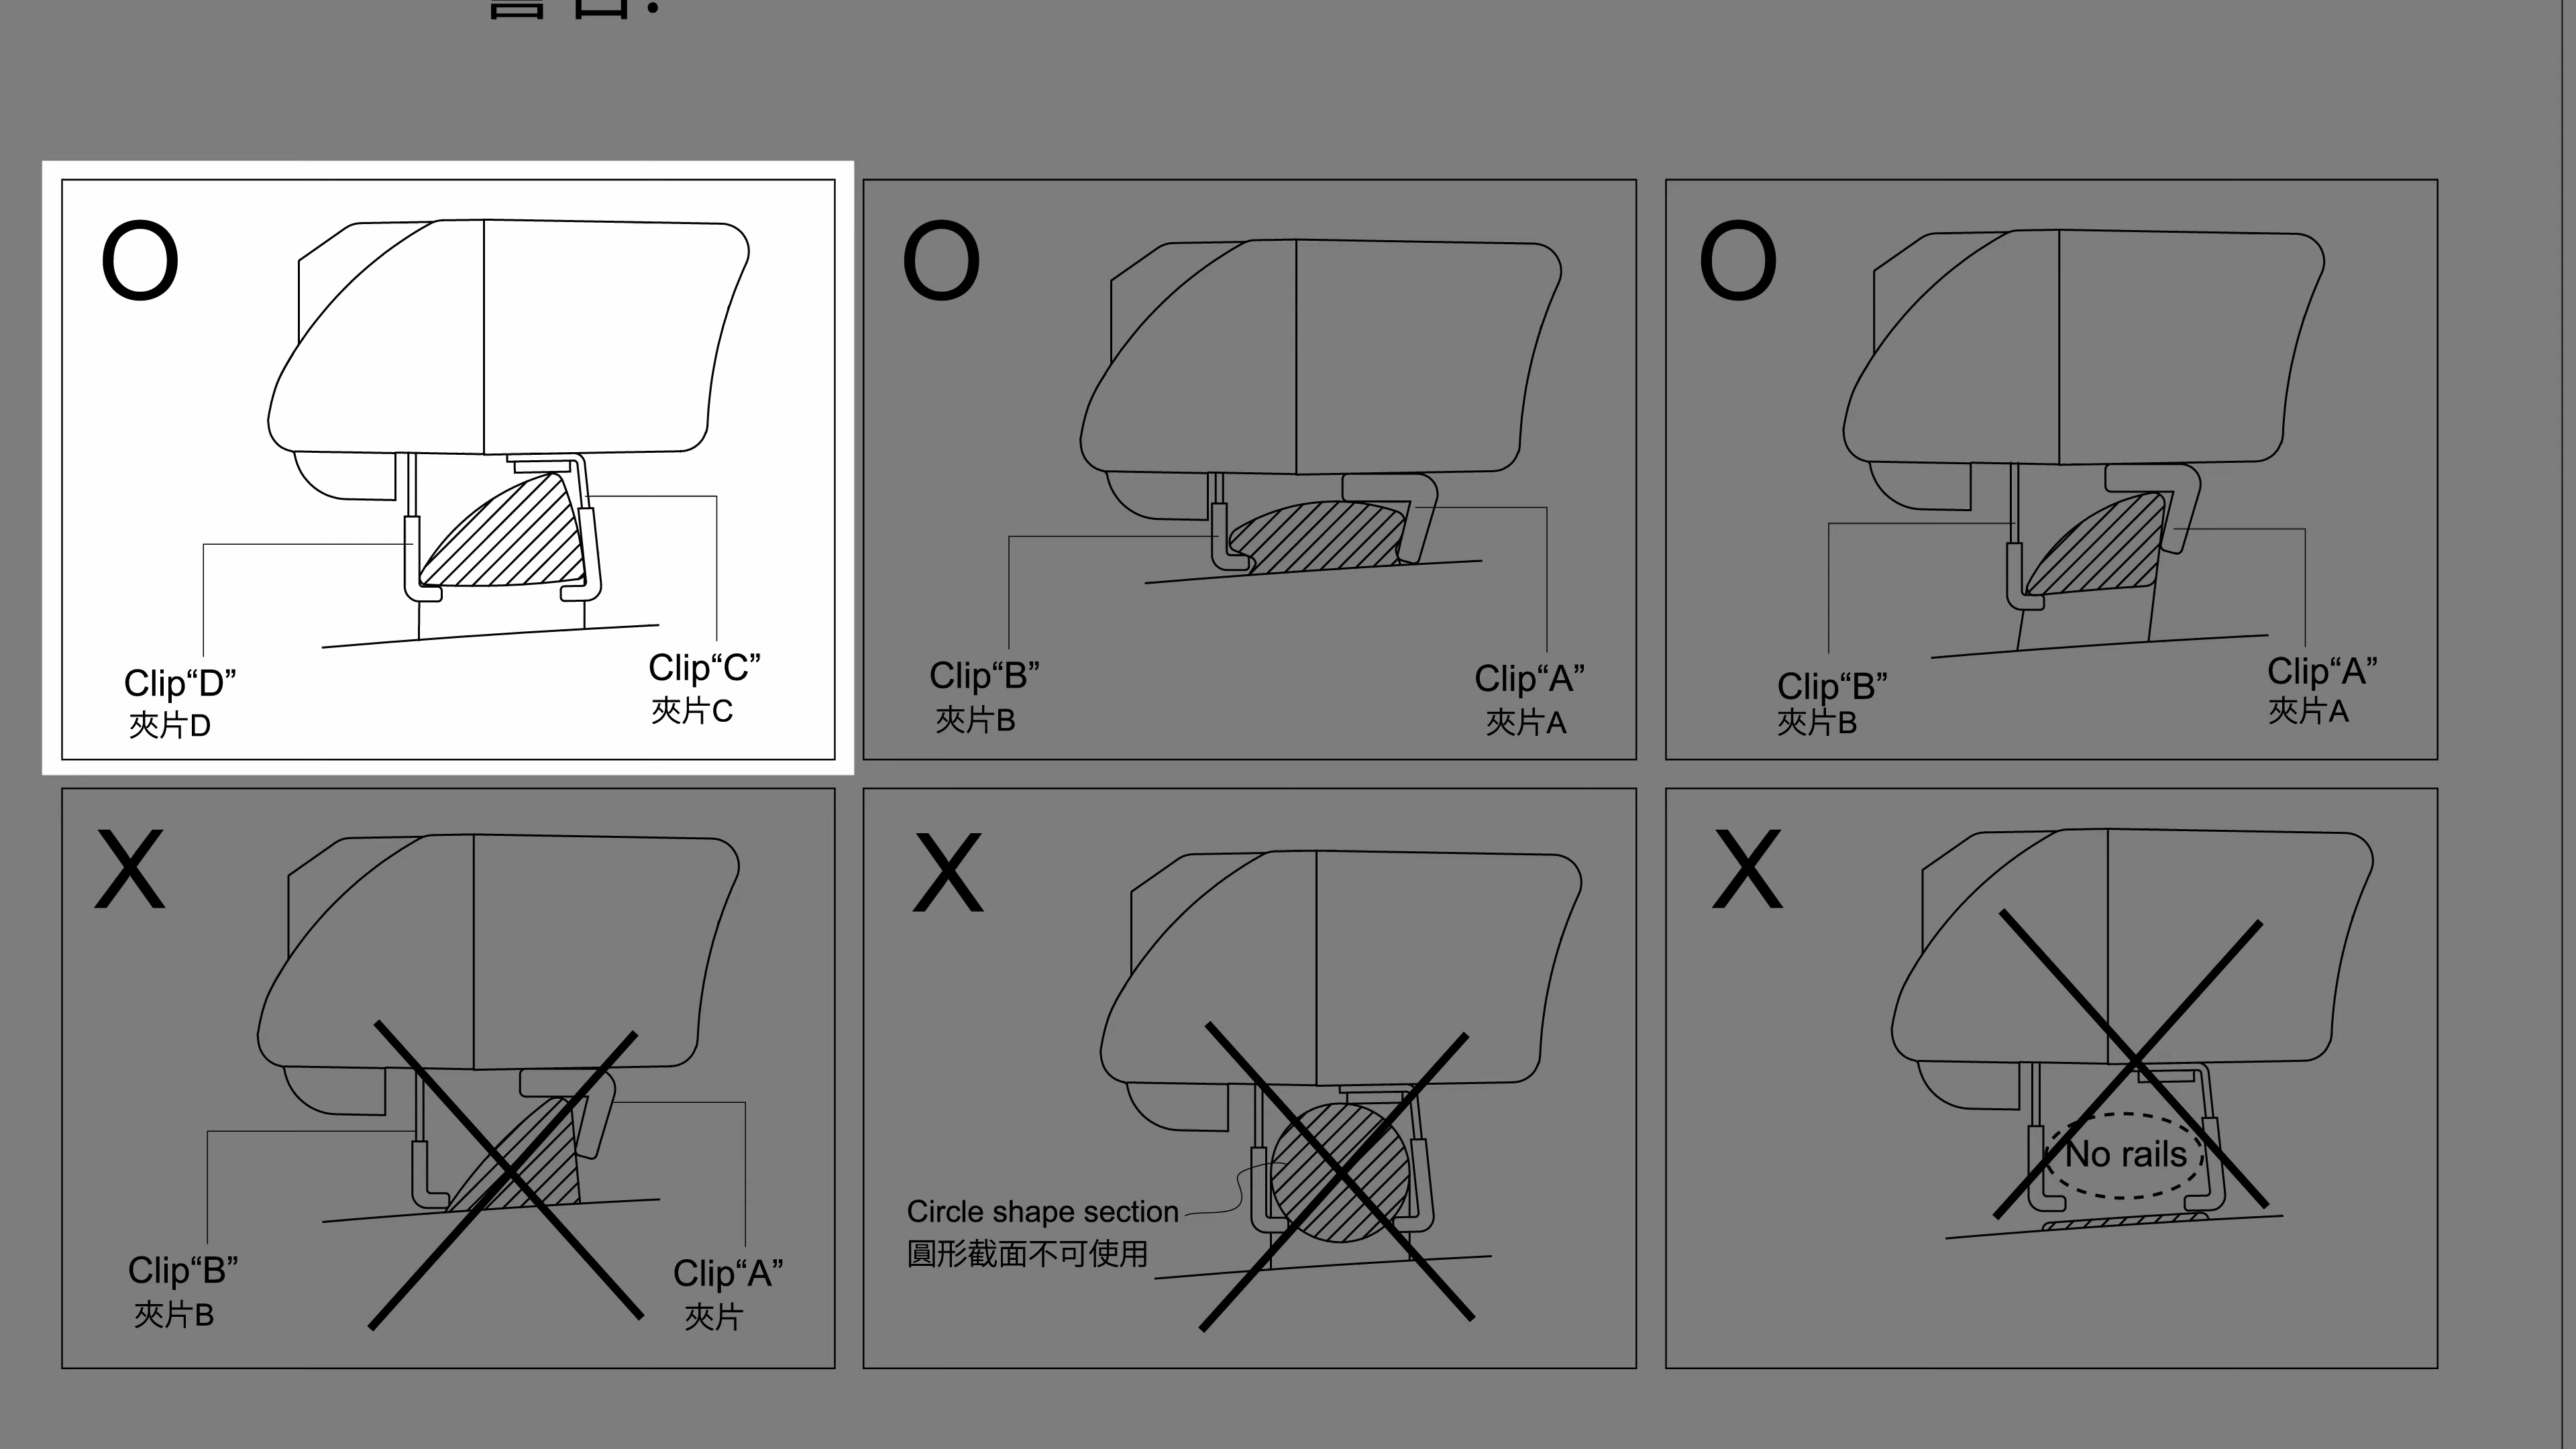 O
Clip“D”
夾片D
Clip“C”
夾片C
O
Clip“B”
夾片B
Clip“A”
夾片A
O
Clip“B”
夾片B
Clip“A”
夾片A
X
Clip“B”
夾片B
Clip“A”
夾片
X
Circle shape section
圓形截面不可使用
X
No rails